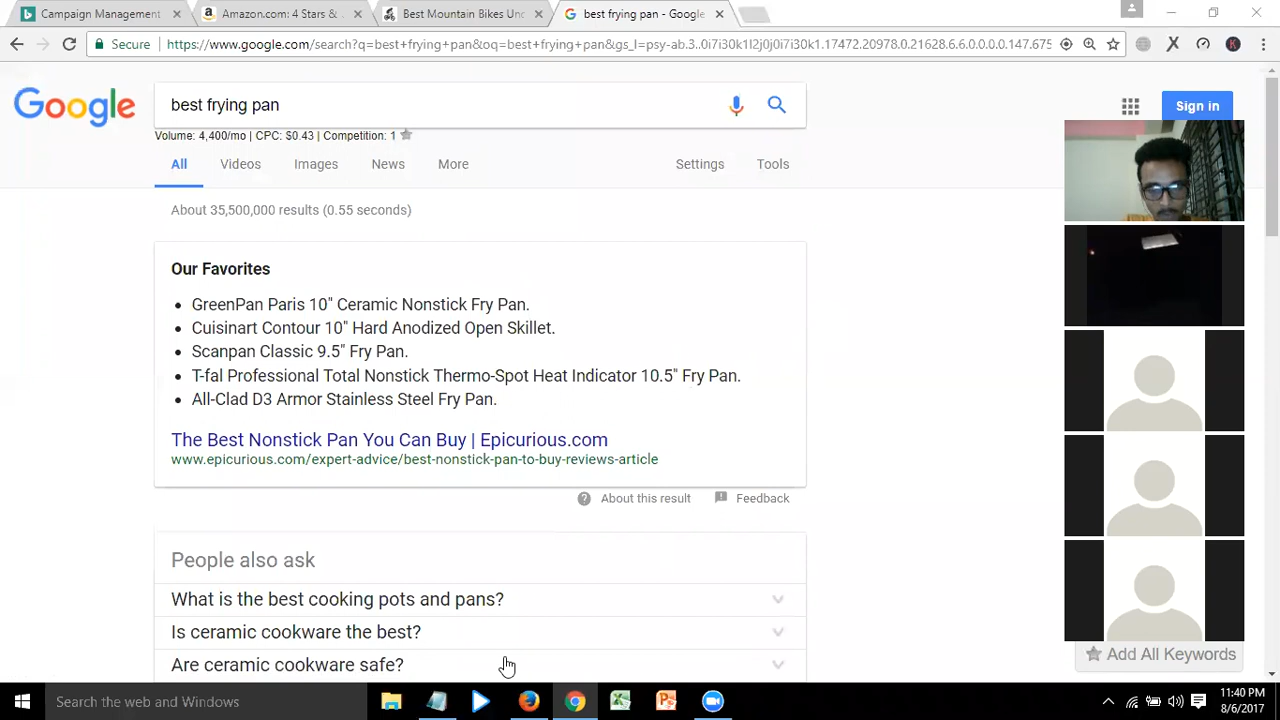 Campaign Management
Amazon.com: 4 Stars &
Best Mountain Bikes Unc
best frying pan - Google
Secure
https://www.google.com/search?q=best+frying+pan&oq=best+frying+pan&gs_l=psy-ab.3..0i7i30k1l2j0j0i7i30k1.17472.20978.0.21628.6.6.0.0.0.0.147.675
Google
best frying pan
Sign in
Volume: 4,400/mo | CPC: $0.43 | Competition: 1
All
Videos
Images
News
More
Settings
Tools
About 35,500,000 results (0.55 seconds)
Our Favorites
GreenPan Paris 10" Ceramic Nonstick Fry Pan.
Cuisinart Contour 10" Hard Anodized Open Skillet.
Scanpan Classic 9.5" Fry Pan.
T-fal Professional Total Nonstick Thermo-Spot Heat Indicator 10.5" Fry Pan.
All-Clad D3 Armor Stainless Steel Fry Pan.
The Best Nonstick Pan You Can Buy | Epicurious.com
www.epicurious.com/expert-advice/best-nonstick-pan-to-buy-reviews-article
About this result
Feedback
People also ask
What is the best cooking pots and pans?
Is ceramic cookware the best?
Are ceramic cookware safe?
Add All Keywords
Search the web and Windows
11:40 PM
8/6/2017